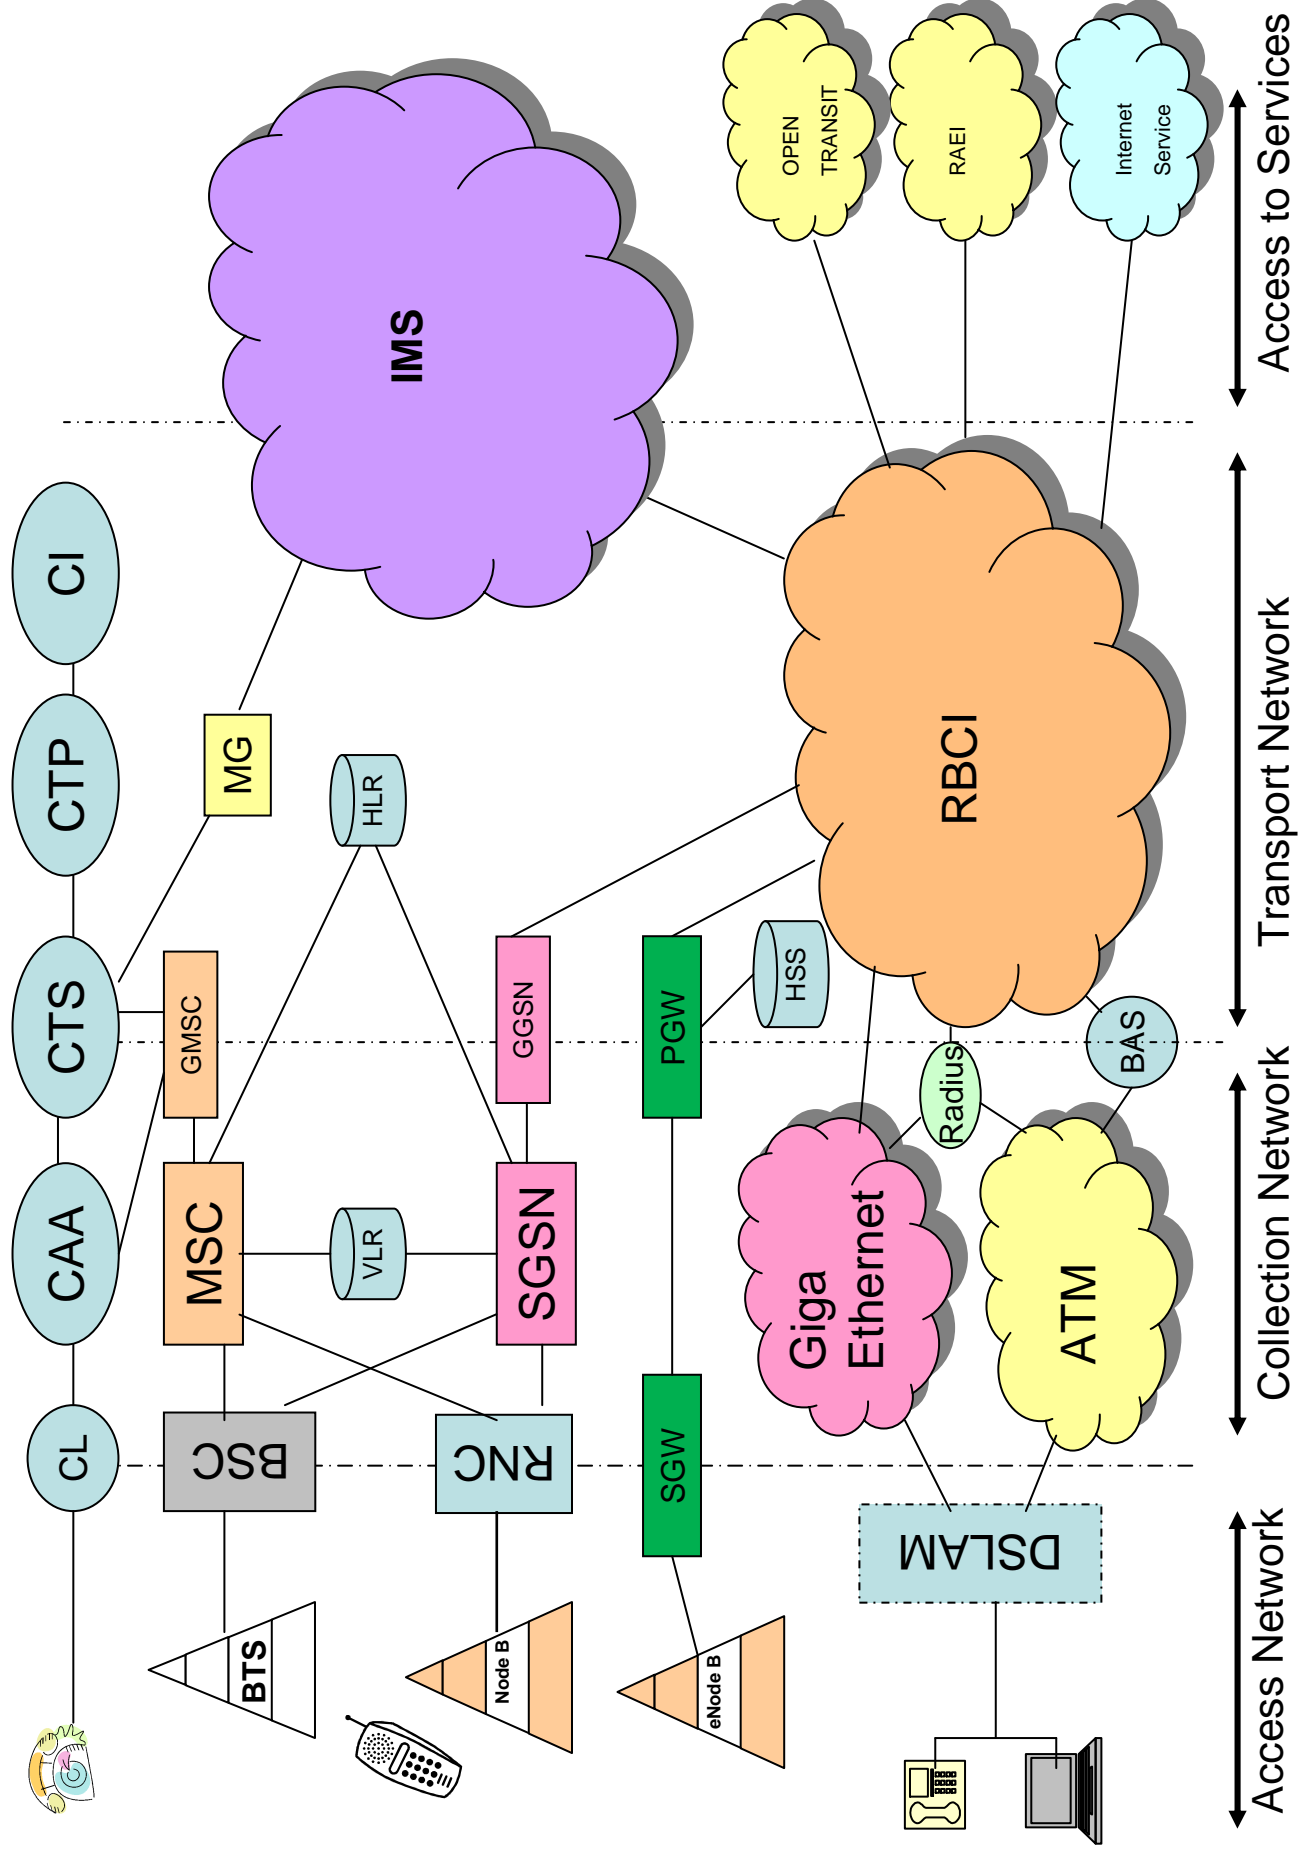 CL
CAA
CTS
CTP
CI
GMSC
MG
BTS
BSC
MSC
VLR
HLR
IMS
Node B
RNC
SGSN
GGSN
eNode B
SGW
PGW
HSS
DSLAM
Giga
Ethernet
ATM
Radius
BAS
RBCI
OPEN
TRANSIT
RAEI
Internet
Service
Access Network
Collection Network
Transport Network
Access to Services